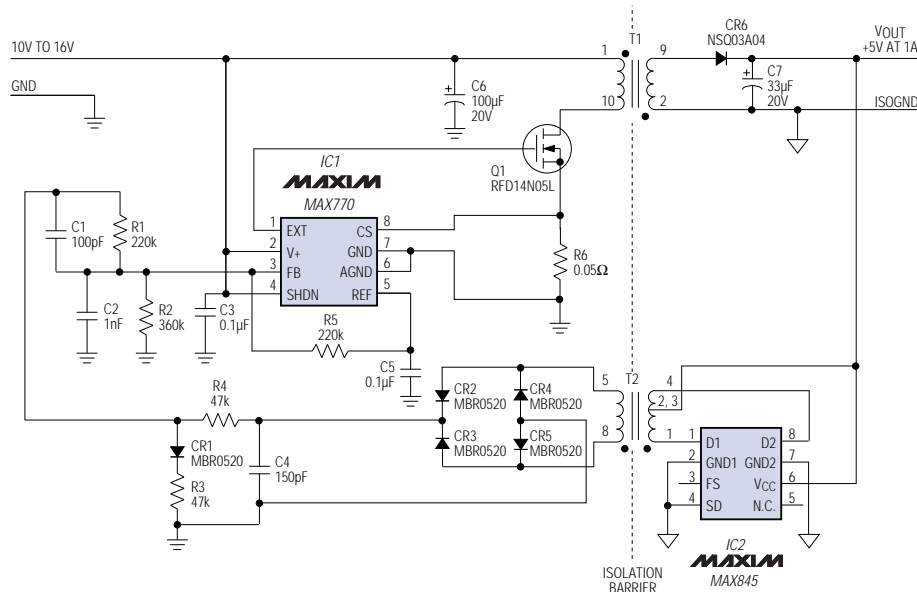 10V TO 16V
GND
C6
100µF
20V
T1
1
9
10
2
CR6
NSQ03A04
C7
33µF
20V
VOUT
+5V AT 1A
ISOGND
Q1
RFD14N05L
IC1
MAXIM
MAX770
1 EXT
2 V+
3 FB
4 SHDN
CS 8
GND 7
AGND 6
REF 5
C1
100pF
R1
220k
C2
1nF
R2
360k
C3
0.1µF
R5
220k
C5
0.1µF
R6
0.05Ω
R4
47k
CR1
MBR0520
R3
47k
C4
150pF
CR2
MBR0520
CR4
MBR0520
CR3
MBR0520
CR5
MBR0520
T2
5
4
2, 3
8
1
1 D1
2 GND1
3 FS
4 SD
D2 8
GND2 7
VCC 6
N.C. 5
IC2
MAXIM
MAX845
ISOLATION
BARRIER